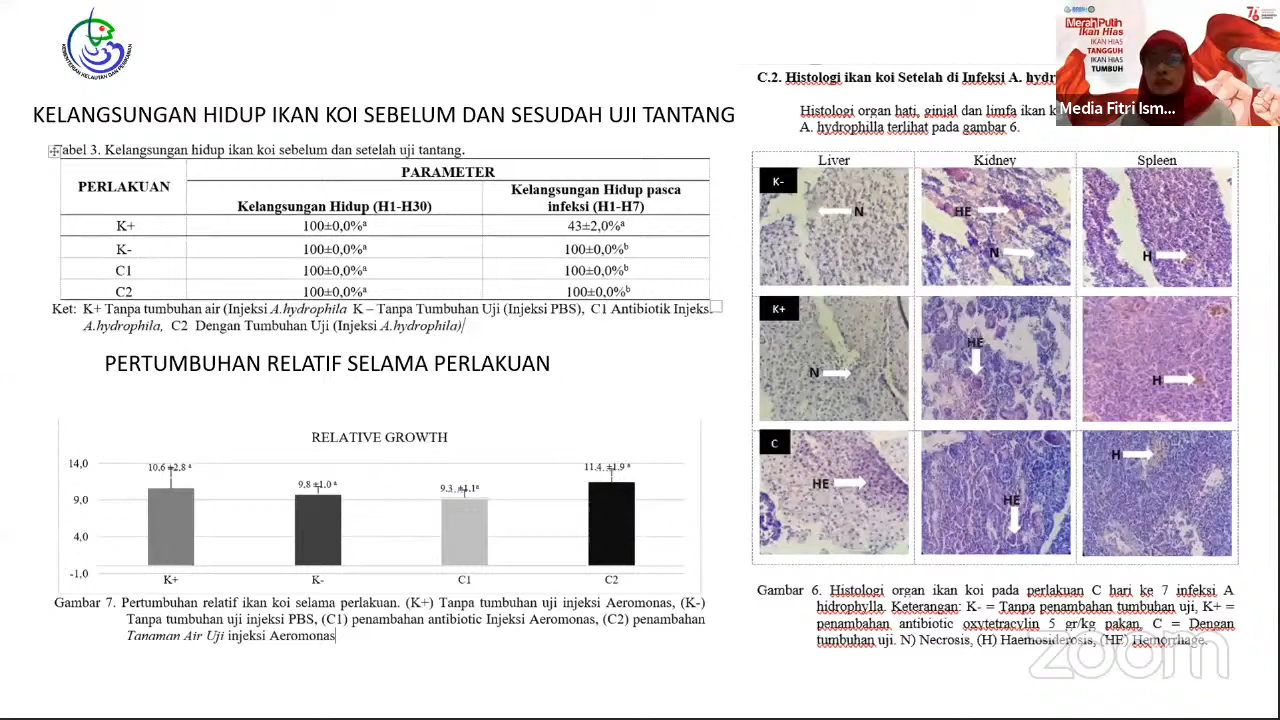 KEMENTERIAN KELAUTAN DAN PERIKANAN
KELANGSUNGAN HIDUP IKAN KOI SEBELUM DAN SESUDAH UJI TANTANG
Tabel 3. Kelangsungan hidup ikan koi sebelum dan setelah uji tantang.
PERLAKUAN
PARAMETER
Kelangsungan Hidup (H1-H30)
Kelangsungan Hidup pasca
infeksi (H1-H7)
K+ 100±0,0%ᵃ 43±2,0%ᵃ
K- 100±0,0%ᵃ 100±0,0%ᵇ
C1 100±0,0%ᵃ 100±0,0%ᵇ
C2 100±0,0%ᵃ 100±0,0%ᵇ
Ket: K+ Tanpa tumbuhan air (Injeksi A.hydrophila K – Tanpa Tumbuhan Uji (Injeksi PBS), C1 Antibiotik Injeks
A.hydrophila, C2 Dengan Tumbuhan Uji (Injeksi A.hydrophila)
PERTUMBUHAN RELATIF SELAMA PERLAKUAN
RELATIVE GROWTH
14,0
9,0
4,0
-1,0
10.6 ±2,8 ᵃ
9,8 ±1,0 ᵃ
9.3. ±1,1ᵃ
11.4. ±1,9 ᵃ
K+ K- C1 C2
Gambar 7. Pertumbuhan relatif ikan koi selama perlakuan. (K+) Tanpa tumbuhan uji injeksi Aeromonas, (K-)
Tanpa tumbuhan uji injeksi PBS, (C1) penambahan antibiotic Injeksi Aeromonas, (C2) penambahan
Tanaman Air Uji injeksi Aeromonas
C.2. Histologi ikan koi Setelah di Infeksi A. hydr
Histologi organ hati, ginjal dan limfa ikan k
A. hydrophilla terlihat pada gambar 6.
Liver Kidney Spleen
K-
N
HE
N
H
K+
N
HE
H
C
HE
HE
H
Gambar 6. Histologi organ ikan koi pada perlakuan C hari ke 7 infeksi A
hidrophylla. Keterangan: K- = Tanpa penambahan tumbuhan uji, K+ =
penambahan antibiotic oxytetracylin 5 gr/kg pakan, C = Dengan
tumbuhan uji. N) Necrosis, (H) Haemosiderosis, (HE) Hemorrhage.
Merah Putih
Ikan Hias
IKAN HIAS
TANGGUH
IKAN HIAS
TUMBUH
76
Media Fitri Ism...
zoom